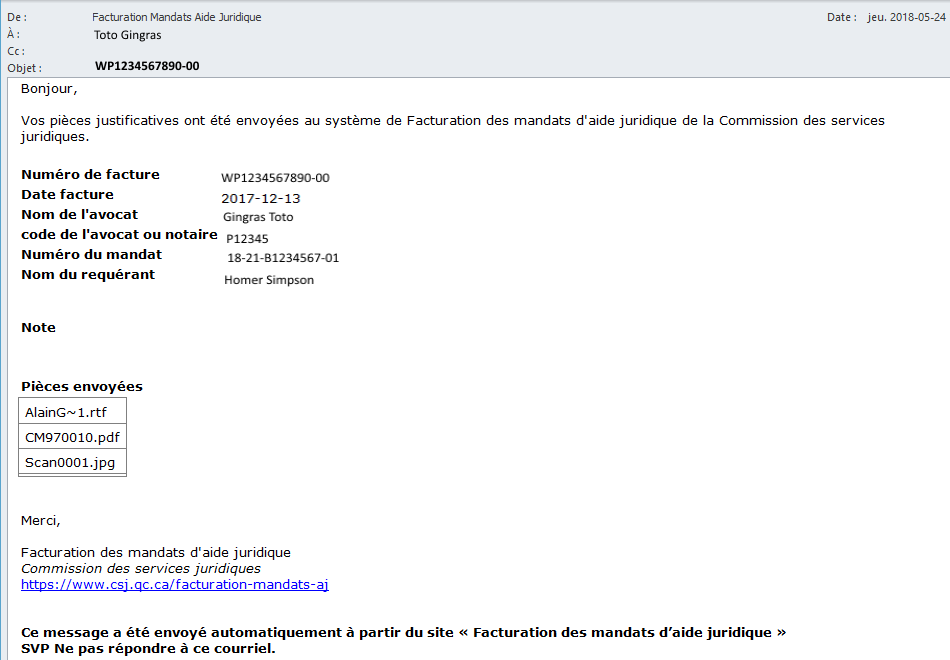 De : Facturation Mandats Aide Juridique Date : jeu. 2018-05-24
À : Toto Gingras
Cc :
Objet : WP1234567890-00
Bonjour,
Vos pièces justificatives ont été envoyées au système de Facturation des mandats d'aide juridique de la Commission des services
juridiques.
Numéro de facture WP1234567890-00
Date facture 2017-12-13
Nom de l'avocat Gingras Toto
code de l'avocat ou notaire P12345
Numéro du mandat 18-21-B1234567-01
Nom du requérant Homer Simpson
Note
Pièces envoyées
AlainG~1.rtf
CM970010.pdf
Scan0001.jpg
Merci,
Facturation des mandats d'aide juridique
Commission des services juridiques
https://www.csj.qc.ca/facturation-mandats-aj
Ce message a été envoyé automatiquement à partir du site « Facturation des mandats d’aide juridique »
SVP Ne pas répondre à ce courriel.